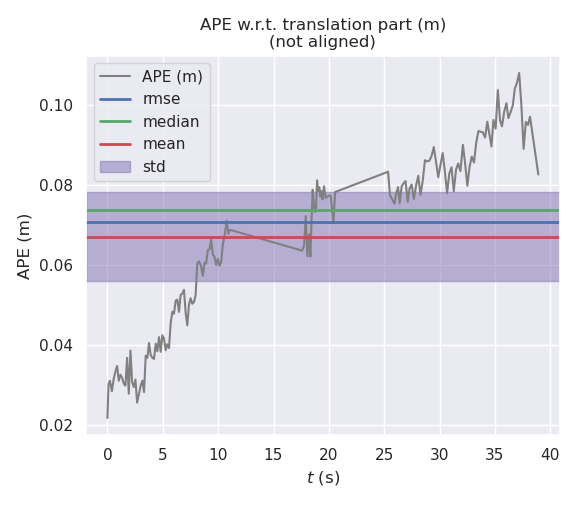 APE w.r.t. translation part (m)
(not aligned)
APE (m)
rmse
median
mean
std
APE (m)
0.10
0.08
0.06
0.04
0.02
0 5 10 15 20 25 30 35 40
t (s)